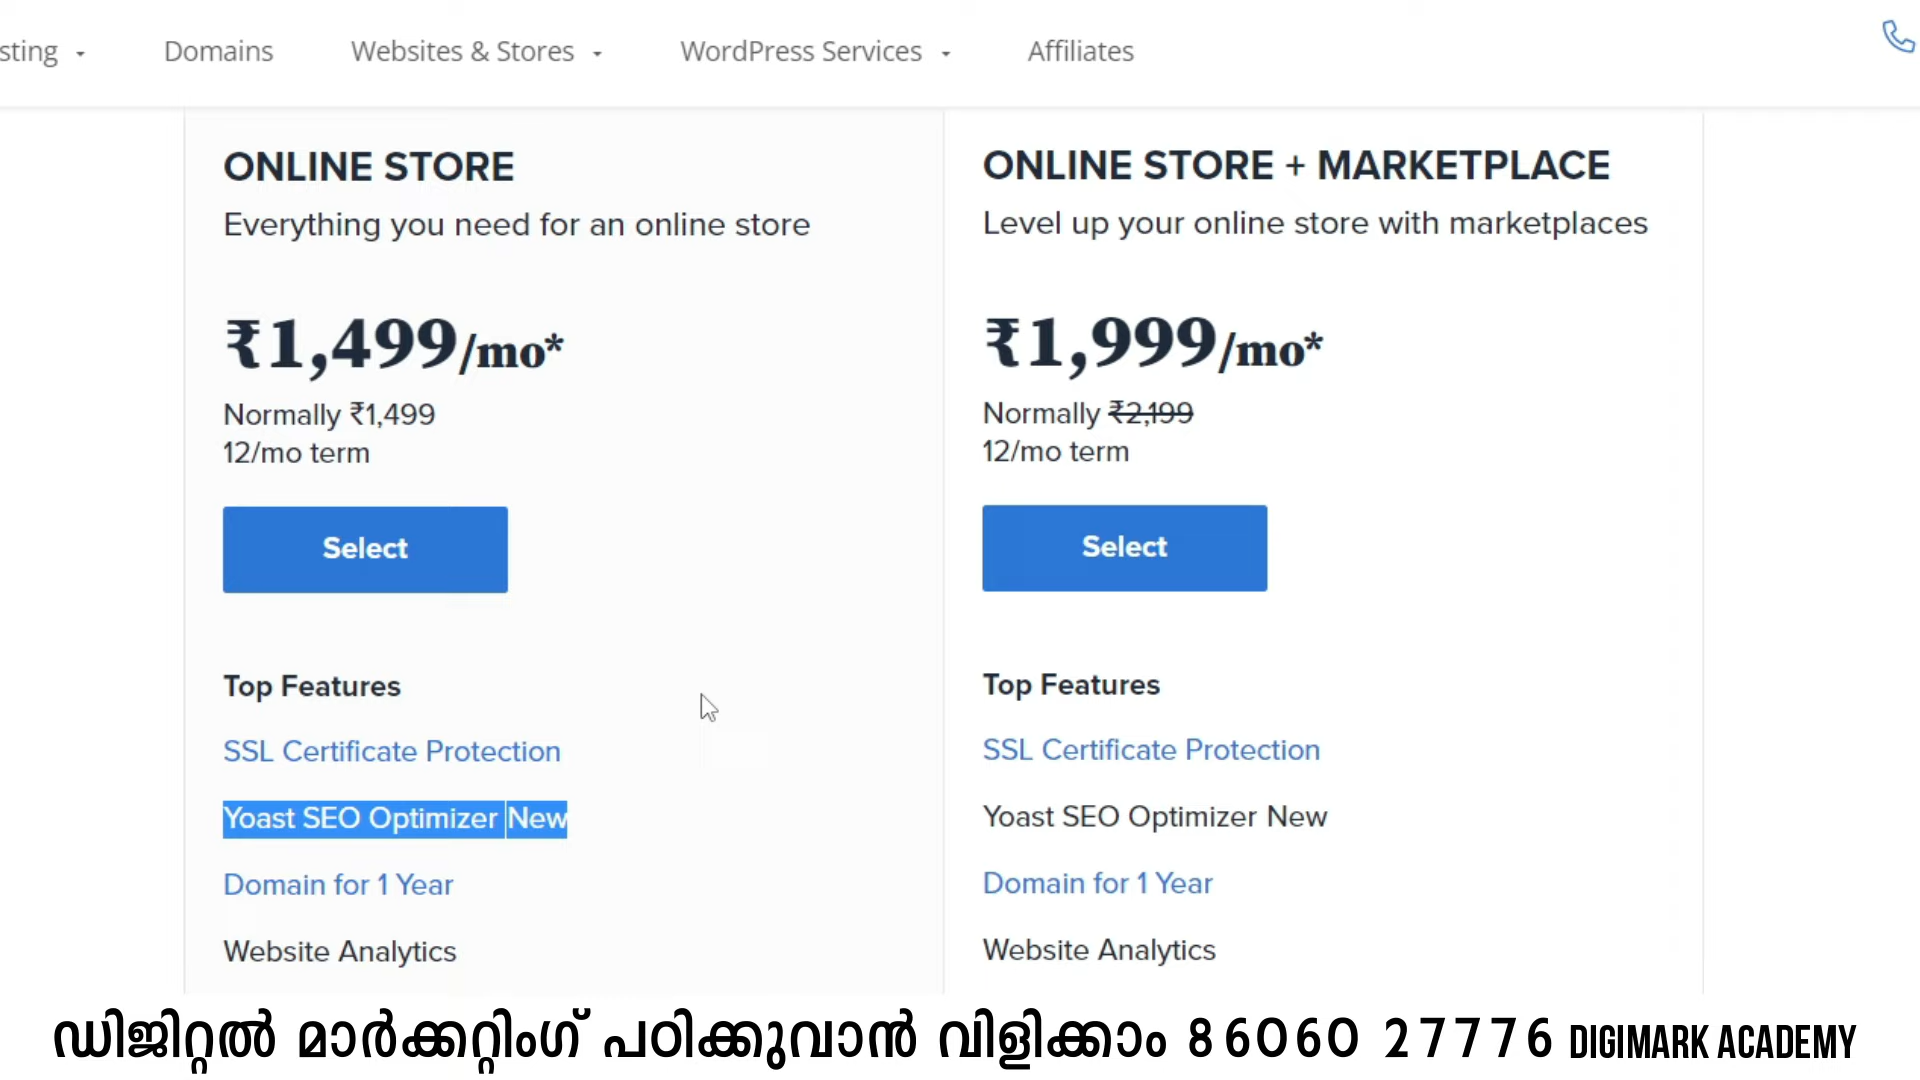 sting Domains Websites & Stores WordPress Services Affiliates
ONLINE STORE
Everything you need for an online store
₹1,499/mo*
Normally ₹1,499
12/mo term
Select
Top Features
SSL Certificate Protection
Yoast SEO Optimizer New
Domain for 1 Year
Website Analytics
ONLINE STORE + MARKETPLACE
Level up your online store with marketplaces
₹1,999/mo*
Normally ₹2,199
12/mo term
Select
Top Features
SSL Certificate Protection
Yoast SEO Optimizer New
Domain for 1 Year
Website Analytics
ഡിജിറ്റൽ മാർക്കറ്റിംഗ് പഠിക്കുവാൻ വിളിക്കാം 86060 27776 DIGIMARK ACADEMY